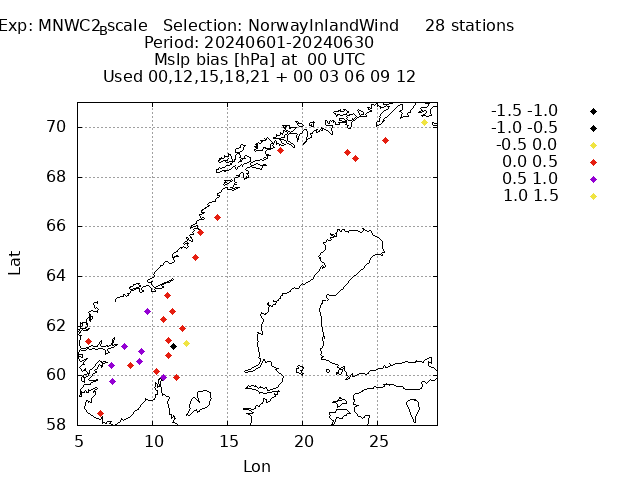 Exp: MNWC2_Bscale   Selection: NorwayInlandWind     28 stations
Period: 20240601-20240630
Mslp bias [hPa] at  00 UTC
Used 00,12,15,18,21 + 00 03 06 09 12
-1.5 -1.0
-1.0 -0.5
-0.5 0.0
0.0 0.5
0.5 1.0
1.0 1.5
70
68
66
64
62
60
58
Lat
5 10 15 20 25
Lon